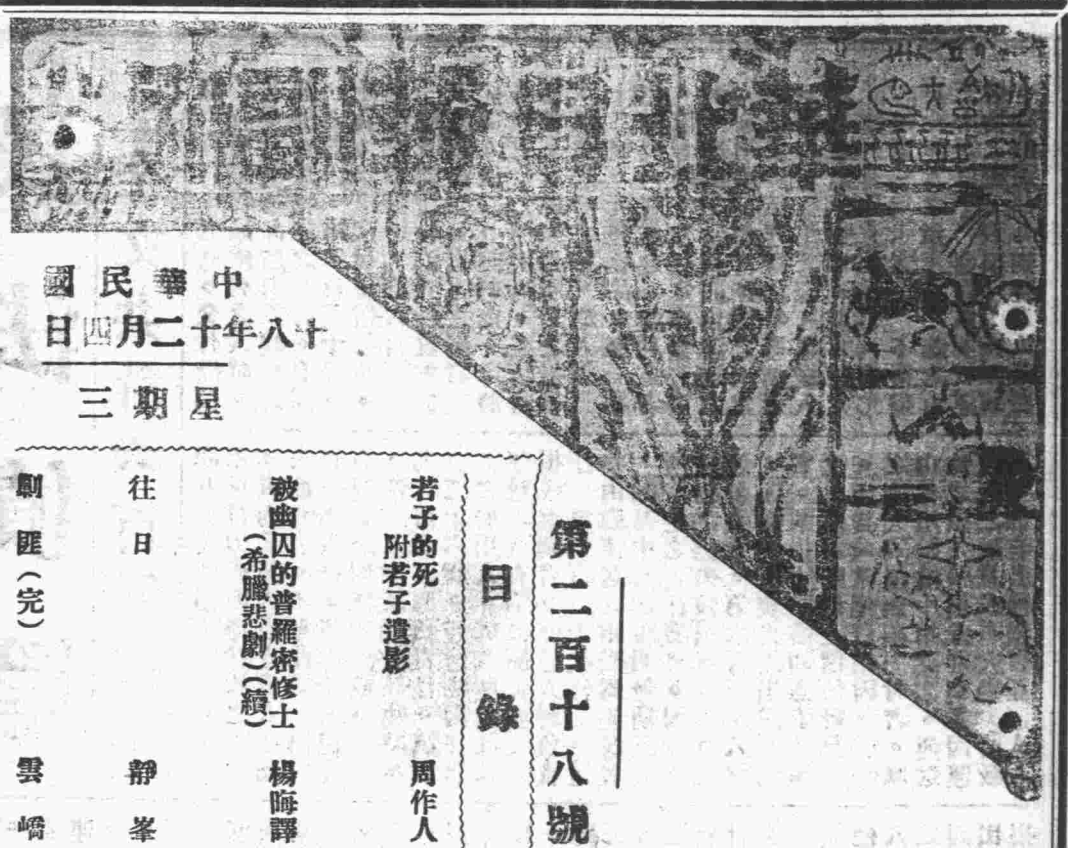 中華民國
十八年十二月四日
星期三
第二百十八號
目錄
若子的死　周作人
附若子遺影
被幽囚的普羅密修士　楊晦譯
（希臘悲劇）（續）
往日　靜峯
剿匪（完）　雲嶠